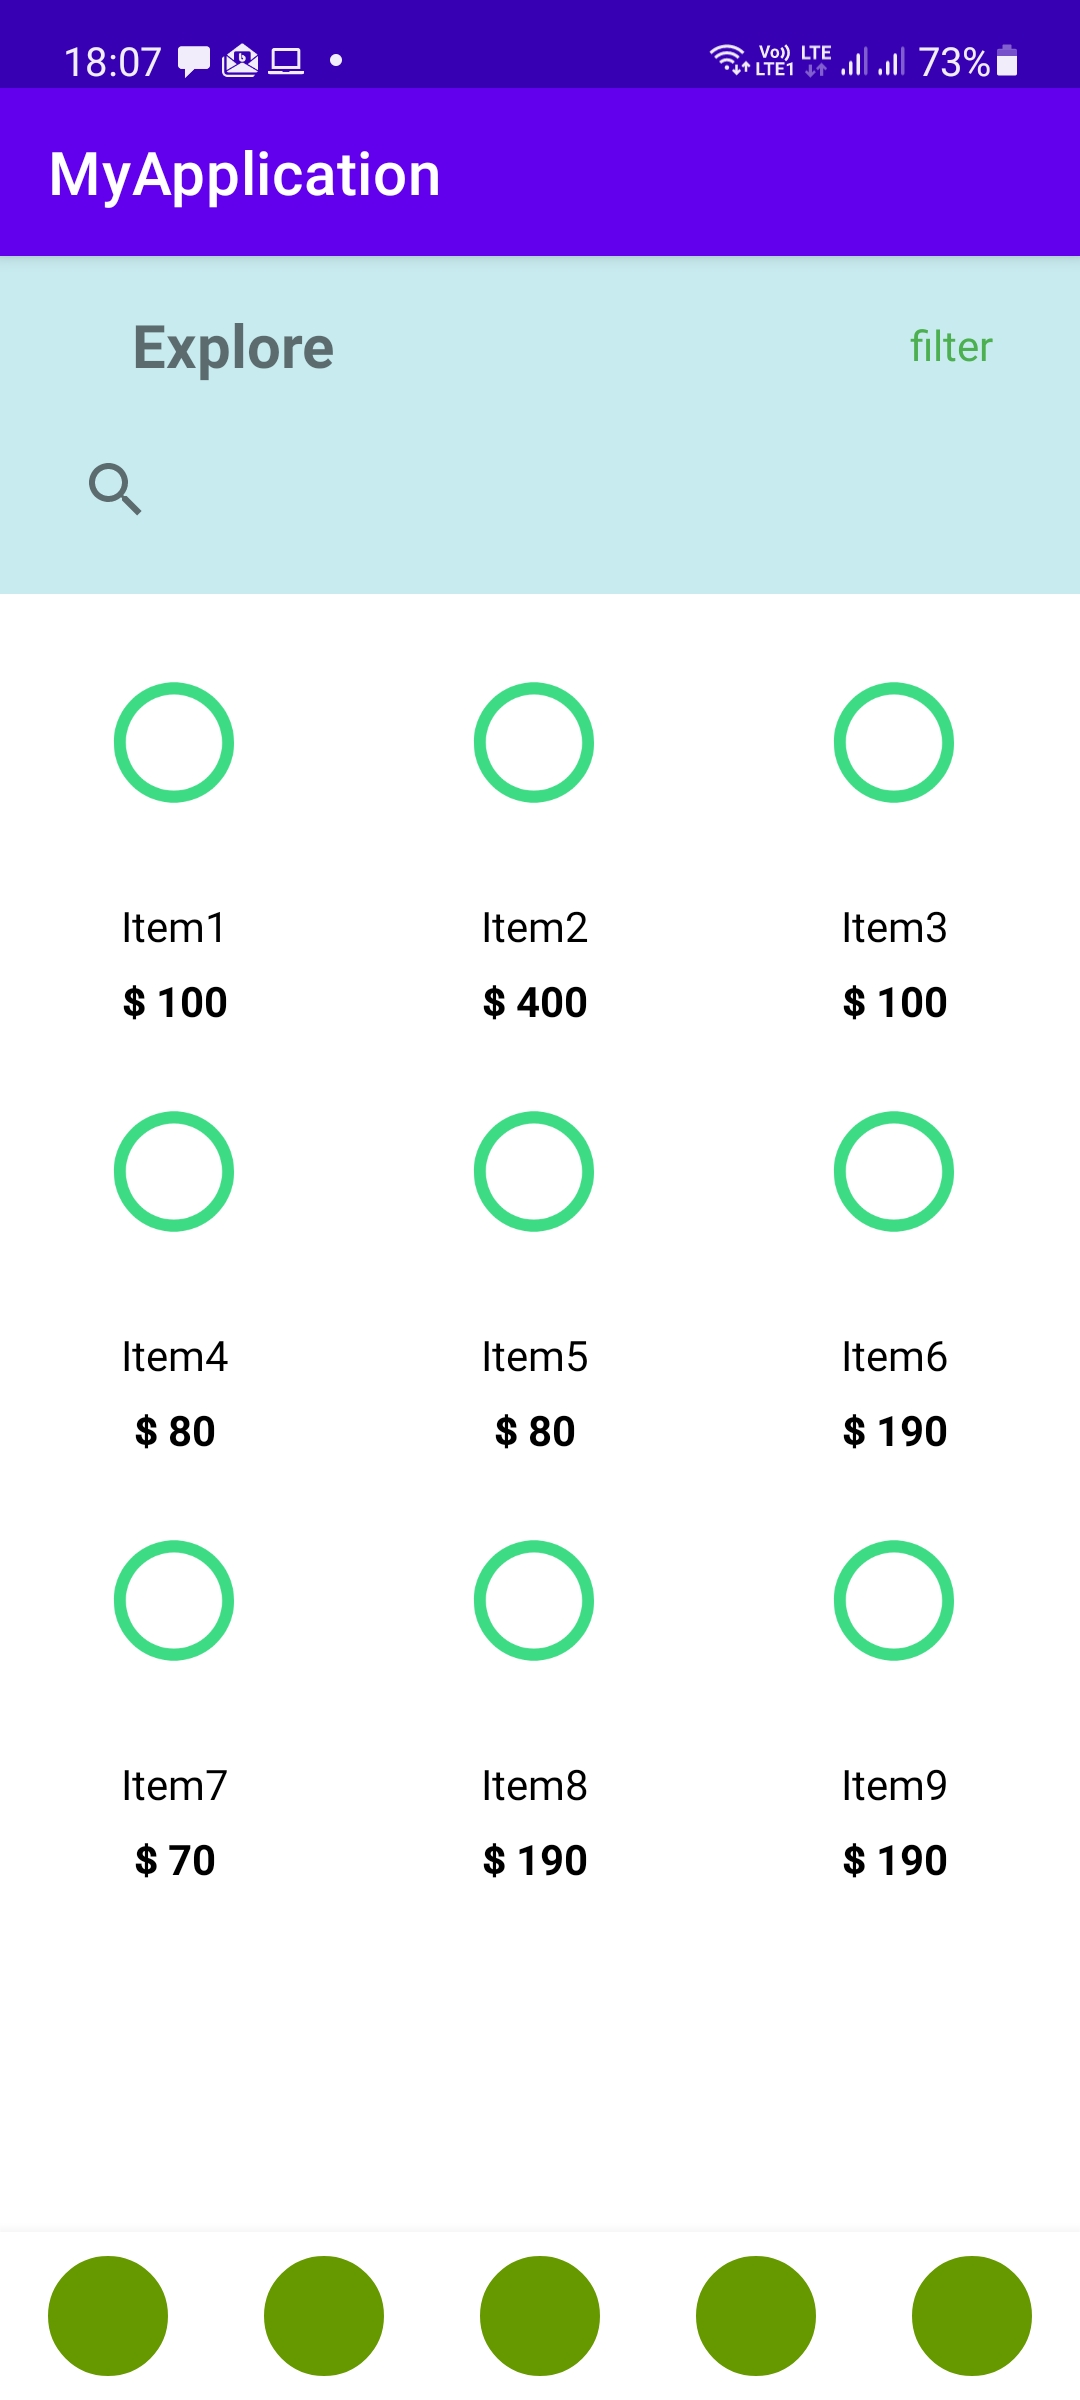 18:07 Vo)) LTE1 LTE 73%
MyApplication
Explore filter
Item1 Item2 Item3
$ 100 $ 400 $ 100
Item4 Item5 Item6
$ 80 $ 80 $ 190
Item7 Item8 Item9
$ 70 $ 190 $ 190